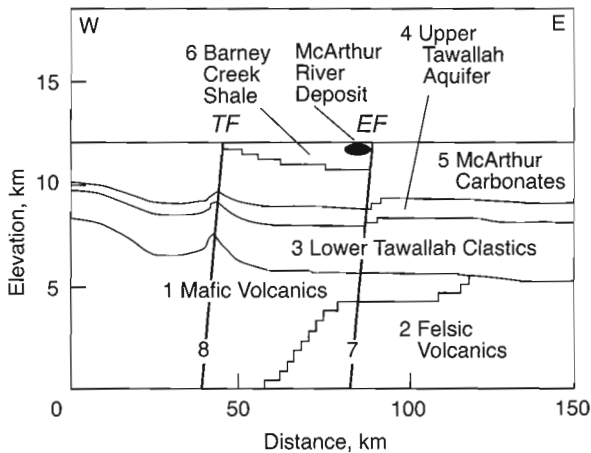 W
E
6 Barney
Creek
Shale
McArthur
River
Deposit
4 Upper
Tawallah
Aquifer
TF
EF
5 McArthur
Carbonates
3 Lower Tawallah Clastics
1 Mafic Volcanics
2 Felsic
Volcanics
8
7
15
10
5
Elevation, km
0
50
100
150
Distance, km